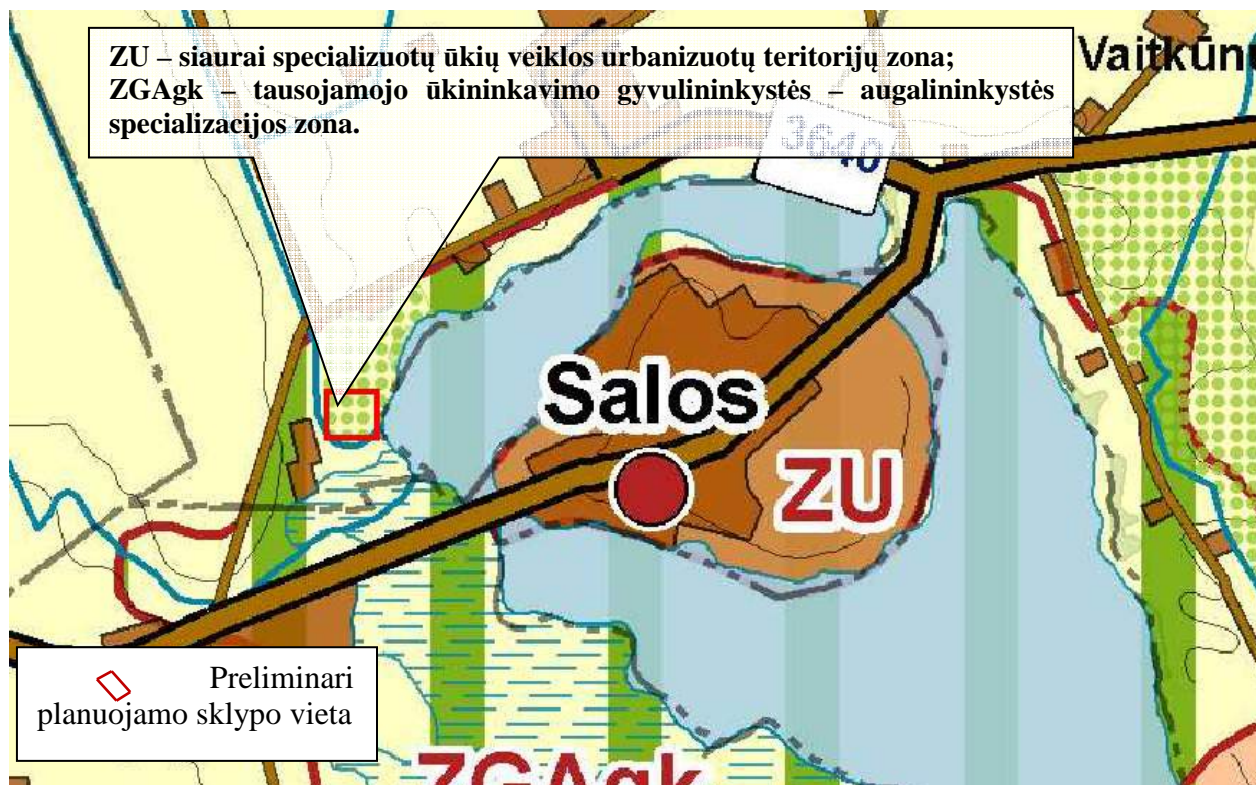 ZU – siaurai specializuotų ūkių veiklos urbanizuotų teritorijų zona;
ZGAgk – tausojamojo ūkininkavimo gyvulininkystės – augalininkystės
specializacijos zona.
Vaitkūnų
3640
Salos
ZU
Preliminari
planuojamo sklypo vieta
ZGAgk